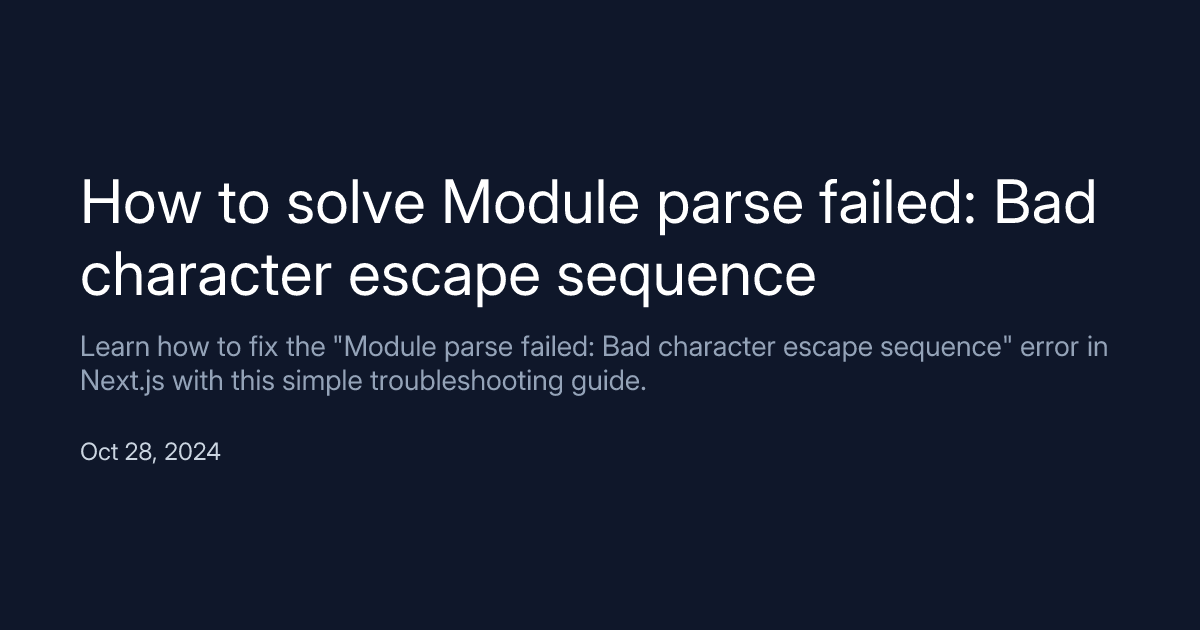 How to solve Module parse failed: Bad
character escape sequence
Learn how to fix the "Module parse failed: Bad character escape sequence" error in
Next.js with this simple troubleshooting guide.
Oct 28, 2024